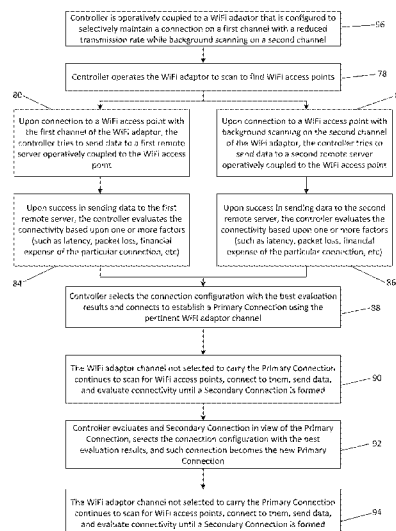 Controller is operatively coupled to a WiFi adaptor that is configured to
selectively maintain a connection on a first channel with a reduced
transmission rate while background scanning on a second channel
96
Controller operates the WiFi adaptor to scan to find WiFi access points
78
80
Upon connection to a WiFi access point with
the first channel of the WiFi adaptor, the
controller tries to send data to a first remote
server operatively coupled to the WiFi access
point
Upon connection to a WiFi access point with
background scanning on the second channel
of the WiFi adaptor, the controller tries to
send data to a second remote server
operatively coupled to the WiFi access point
Upon success in sending data to the first
remote server, the controller evaluates the
connectivity based upon one or more factors
(such as latency, packet loss, financial
expense of the particular connection, etc)
84
Upon success in sending data to the second
remote server, the controller evaluates the
connectivity based upon one or more factors
(such as latency, packet loss, financial
expense of the particular connection, etc)
86
Controller selects the connection configuration with the best evaluation
results and connects to establish a Primary Connection using the
pertinent WiFi adaptor channel
88
The WiFi adaptor channel not selected to carry the Primary Connection
continues to scan for WiFi access points, connect to them, send data,
and evaluate connectivity until a Secondary Connection is formed
90
Controller evaluates and Secondary Connection in view of the Primary
Connection, selects the connection configuration with the best
evaluation results, and such connection becomes the new Primary
Connection
92
The WiFi adaptor channel not selected to carry the Primary Connection
continues to scan for WiFi access points, connect to them, send data,
and evaluate connectivity until a Secondary Connection is formed
94